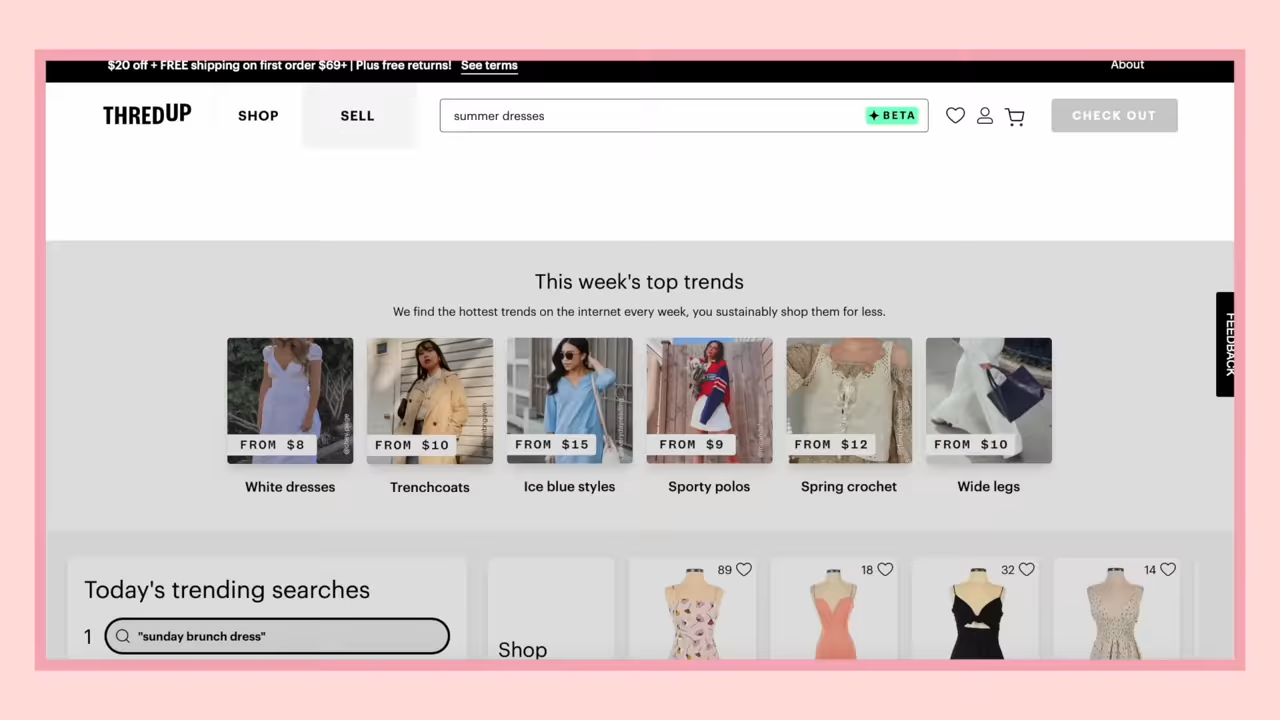 $20 off + FREE shipping on first order $69+ | Plus free returns! See terms
About
THREDUP
SHOP
SELL
summer dresses
BETA
CHECK OUT
This week's top trends
We find the hottest trends on the internet every week, you sustainably shop them for less.
FROM $8
FROM $10
FROM $15
FROM $9
FROM $12
FROM $10
White dresses
Trenchcoats
Ice blue styles
Sporty polos
Spring crochet
Wide legs
FEEDBACK
Today's trending searches
1
"sunday brunch dress"
Shop
89
18
32
14